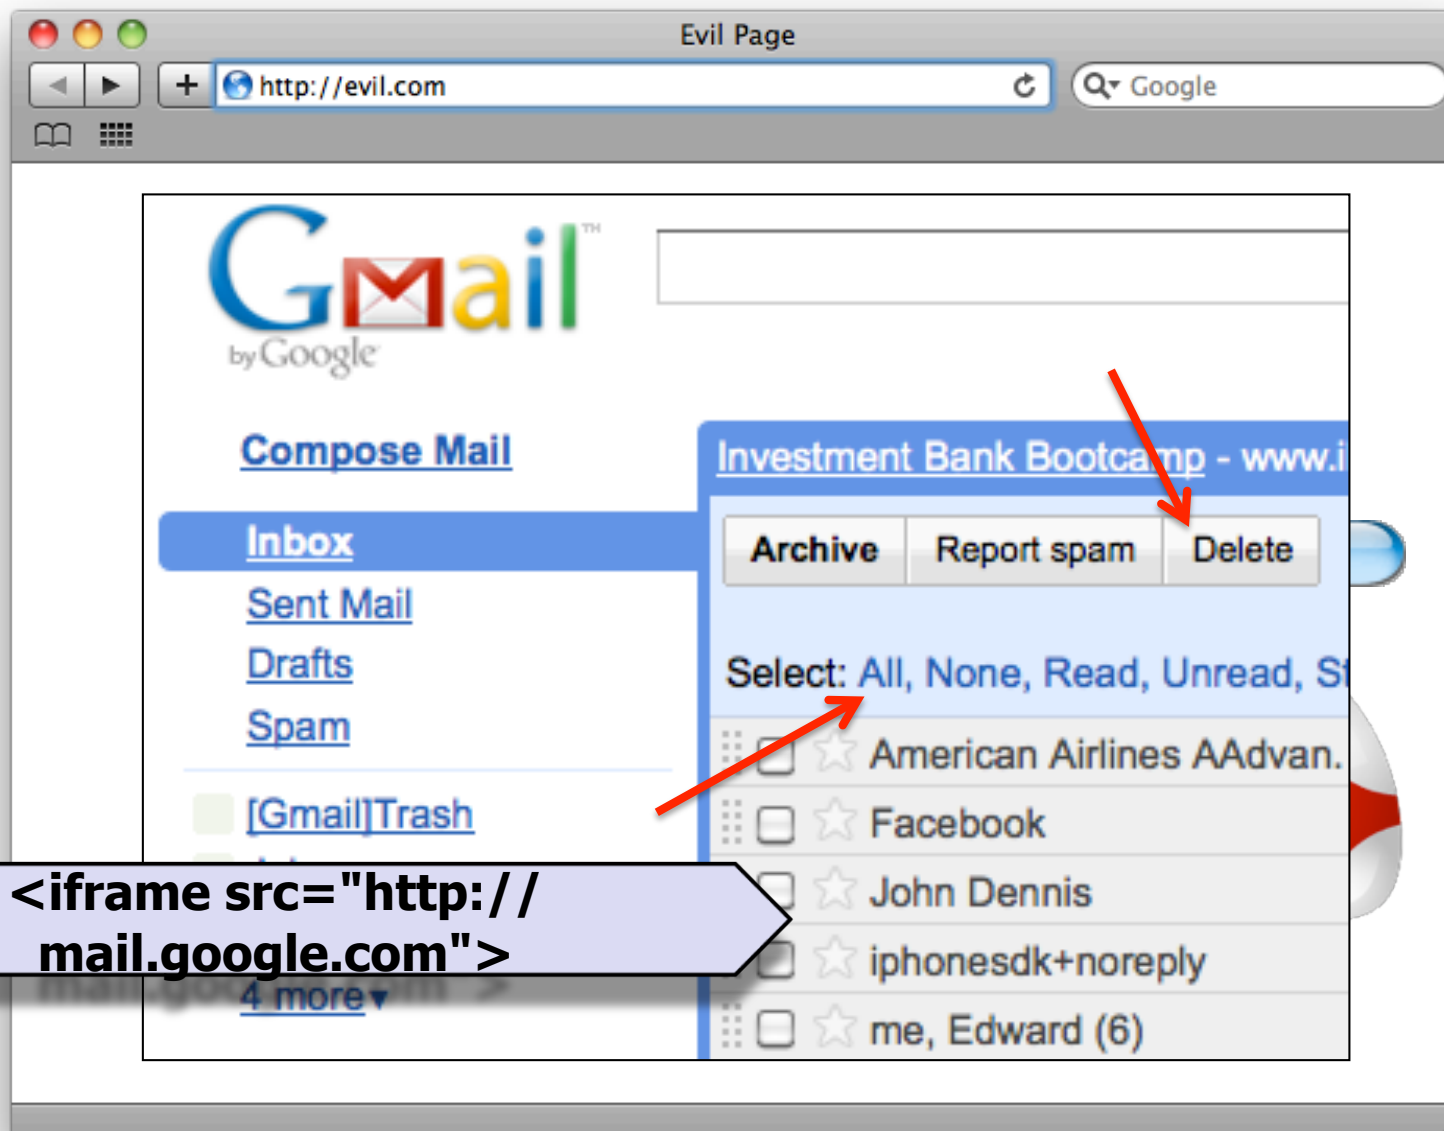 Evil Page
http://evil.com
Google
Gmail™
by Google
Compose Mail
Investment Bank Bootcamp - www.i
Inbox
Archive Report spam Delete
Sent Mail
Drafts
Select: All, None, Read, Unread, St
Spam
American Airlines AAdvan.
[Gmail]Trash
Facebook
<iframe src="http://
mail.google.com">
John Dennis
iphonesdk+noreply
4 more▼
me, Edward (6)